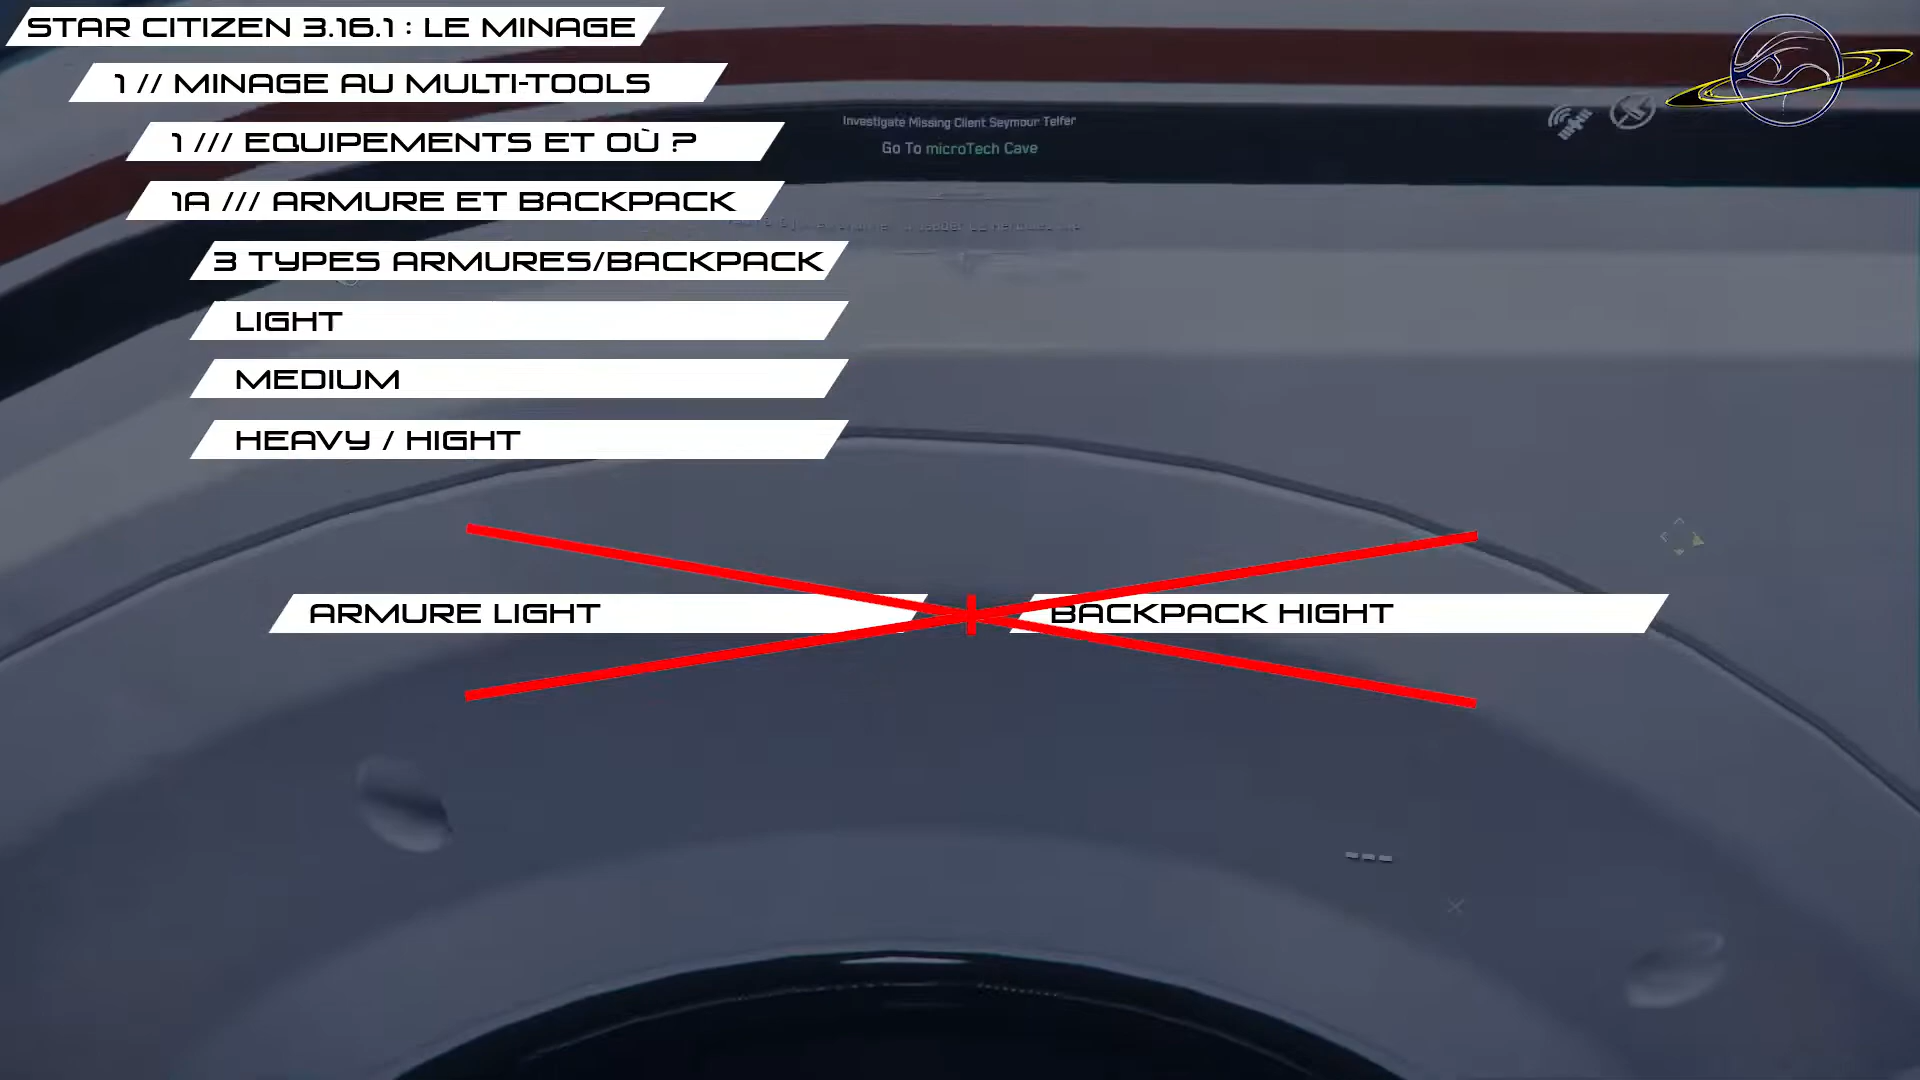 STAR CITIZEN 3.16.1 : LE MINAGE
1 // MINAGE AU MULTI-TOOLS
1 /// EQUIPEMENTS ET OÙ ?
1A /// ARMURE ET BACKPACK
3 TYPES ARMURES/BACKPACK
LIGHT
MEDIUM
HEAVY / HIGHT
Investigate Missing Client Seymour Telfer
Go To microTech Cave
ARMURE LIGHT + BACKPACK HIGHT